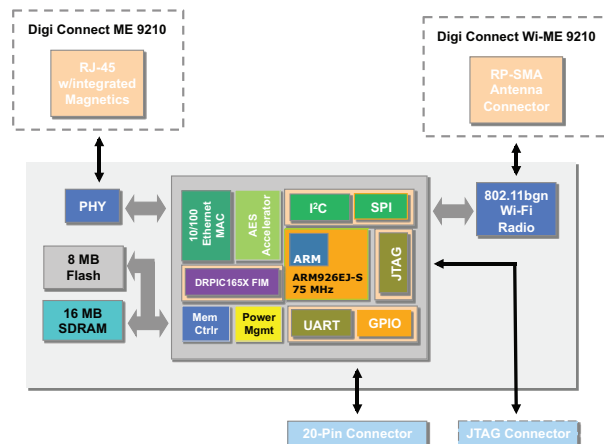 Digi Connect ME 9210
RJ-45
w/integrated
Magnetics
Digi Connect Wi-ME 9210
RP-SMA
Antenna
Connector
PHY
10/100
Ethernet
MAC
AES
Accelerator
I²C
SPI
802.11bgn
Wi-Fi
Radio
8 MB
Flash
ARM
ARM926EJ-S
75 MHz
JTAG
DRPIC165X FIM
16 MB
SDRAM
Mem
Ctrlr
Power
Mgmt
UART
GPIO
20-Pin Connector
JTAG Connector